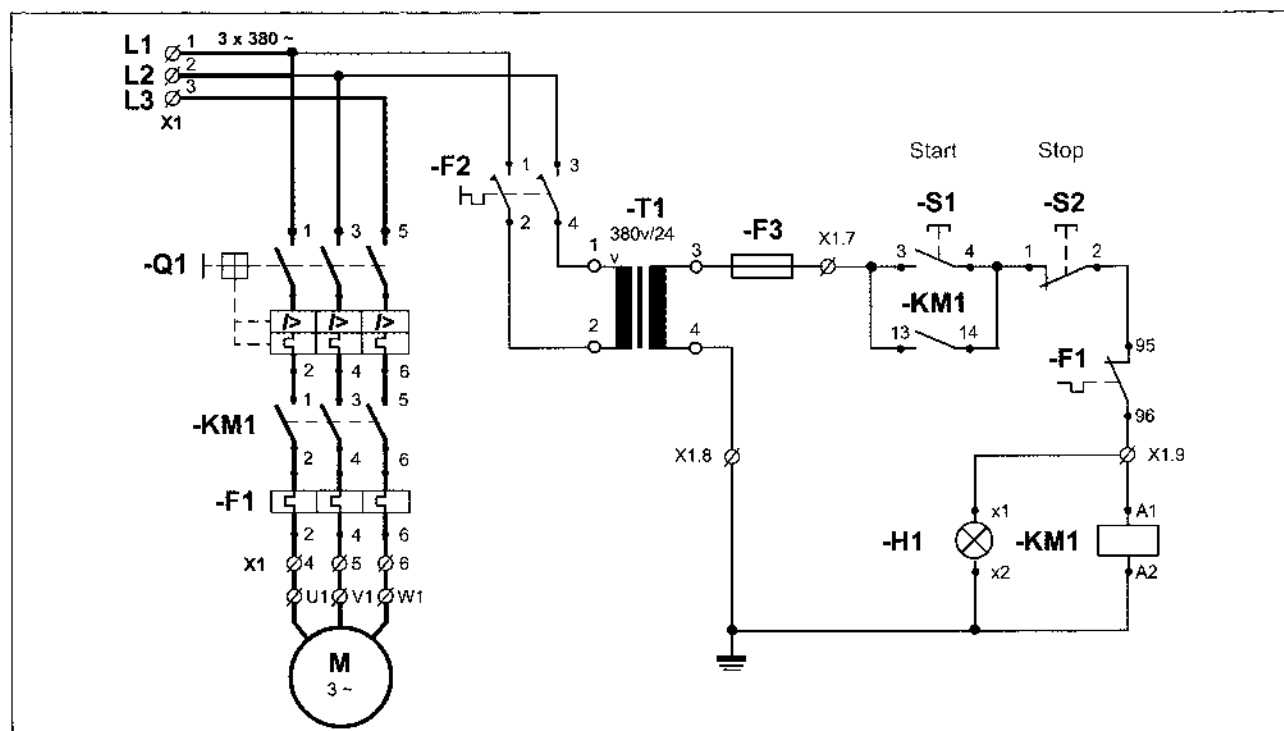 L1 1 3 x 380 ~
L2 2
L3 3
X1
Start Stop
-F2 1 3
2 4
-T1
380v/24
v
1 3
2 4
-F3
X1.7
-S1
3 4
-S2
1 2
-KM1
13 14
-F1
95
96
X1.8
X1.9
-Q1
1 3 5
I> I> I>
2 4 6
-KM1
1 3 5
2 4 6
-F1
2 4 6
X1 4 5 6
U1 V1 W1
M
3 ~
-H1
x1
x2
-KM1
A1
A2